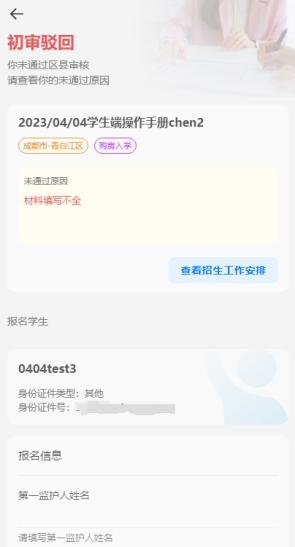 初审驳回
你未通过区县审核
请查看你的未通过原因
2023/04/04学生端操作手册chen2
成都市-青白江区 购房入学
未通过原因
材料填写不全
查看招生工作安排
报名学生
0404test3
身份证件类型：其他
身份证件号：
报名信息
第一监护人姓名
请填写第一监护人姓名